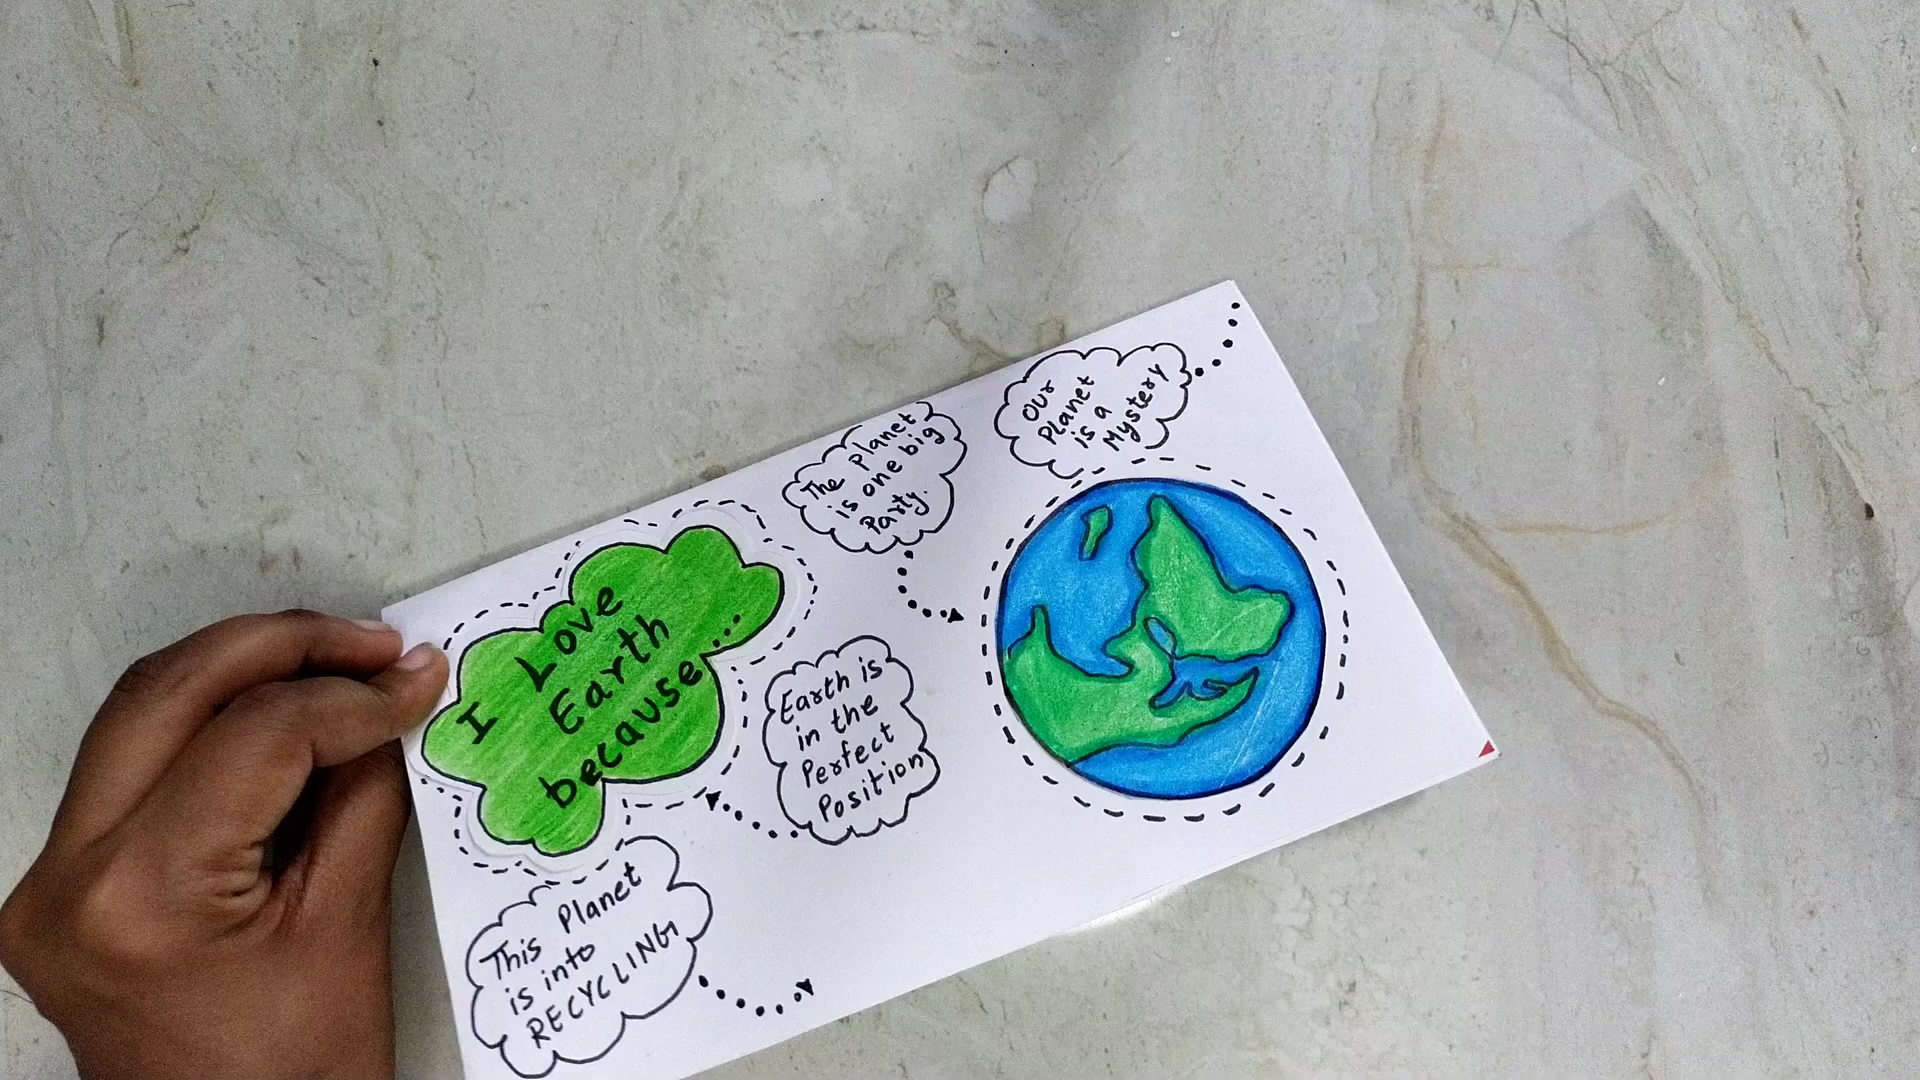 I Love
Earth
because...
The Planet
is one big
Party.
Our
Planet
is a
Mystery
Earth is
in the
Perfect
Position
This Planet
is into
RECYCLING